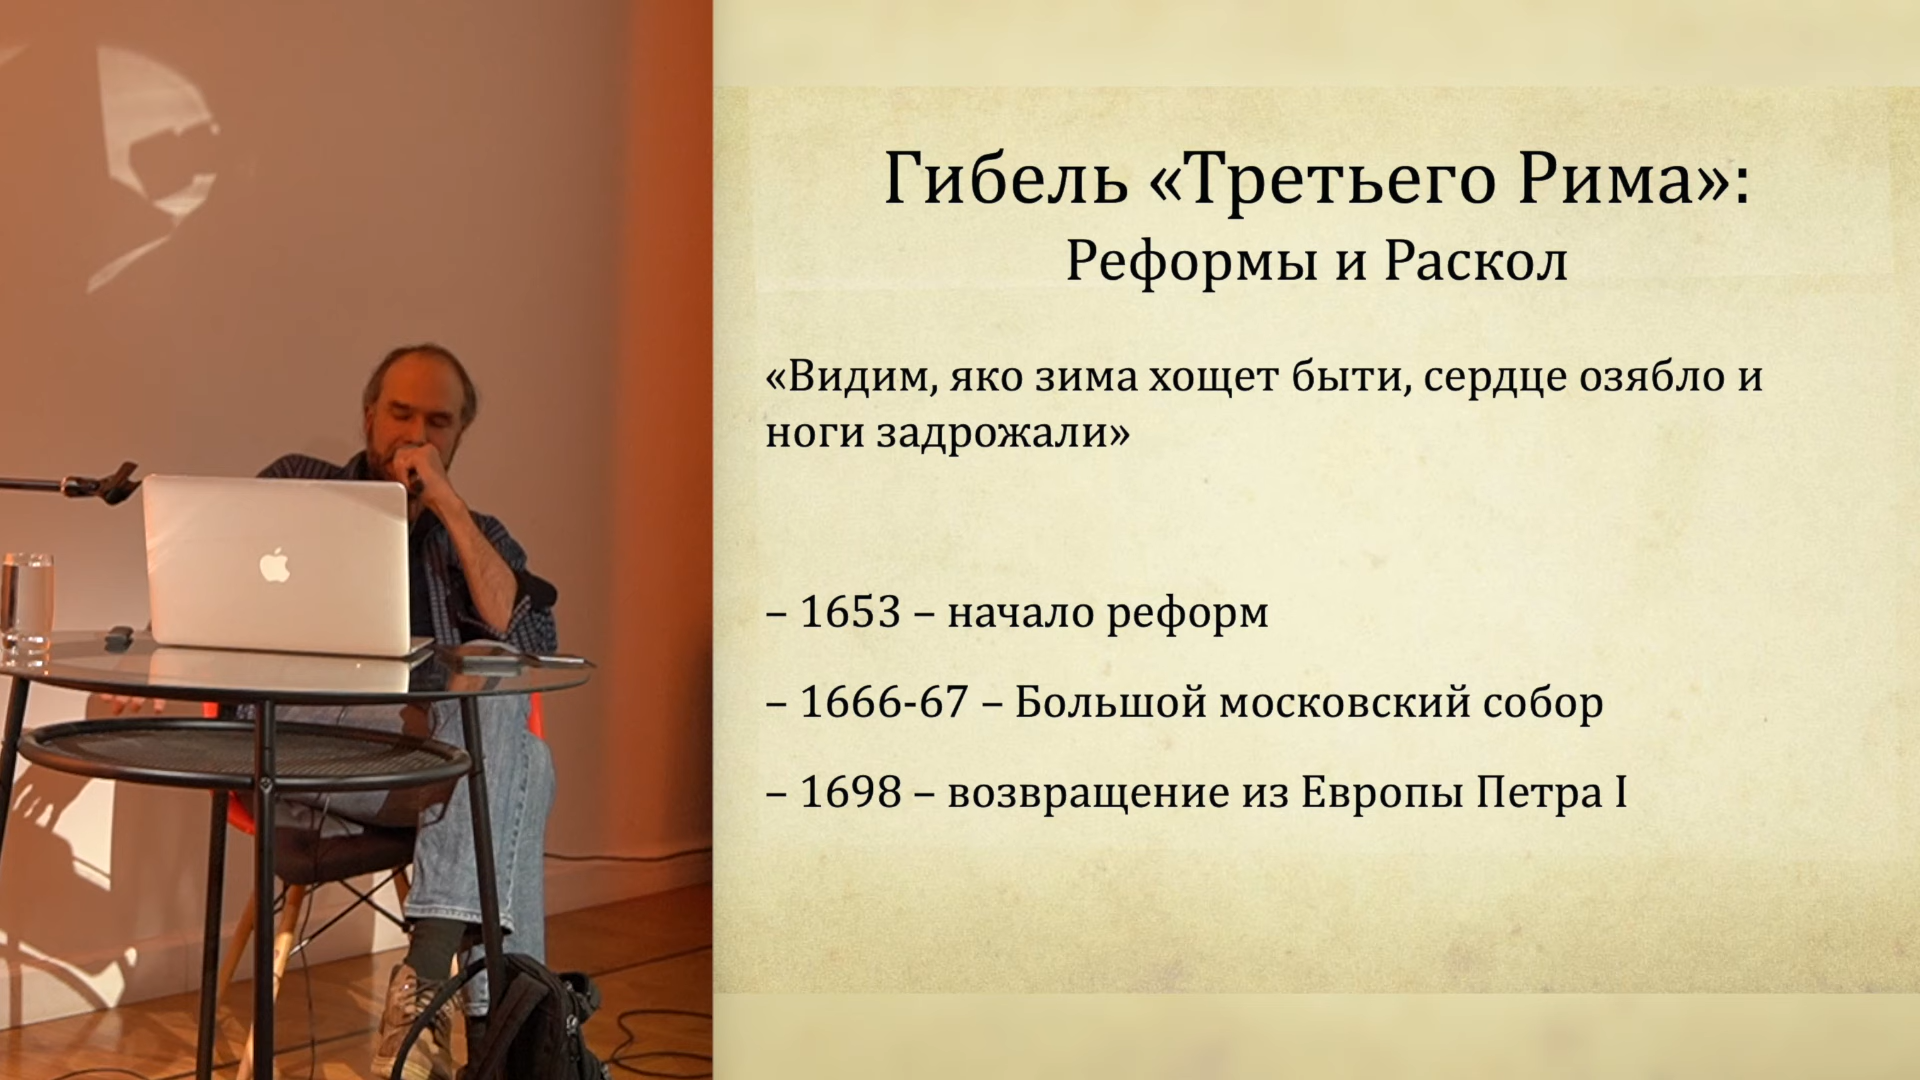 Гибель «Третьего Рима»:
Реформы и Раскол
«Видим, яко зима хощет быти, сердце озябло и
ноги задрожали»
– 1653 – начало реформ
– 1666-67 – Большой московский собор
– 1698 – возвращение из Европы Петра I